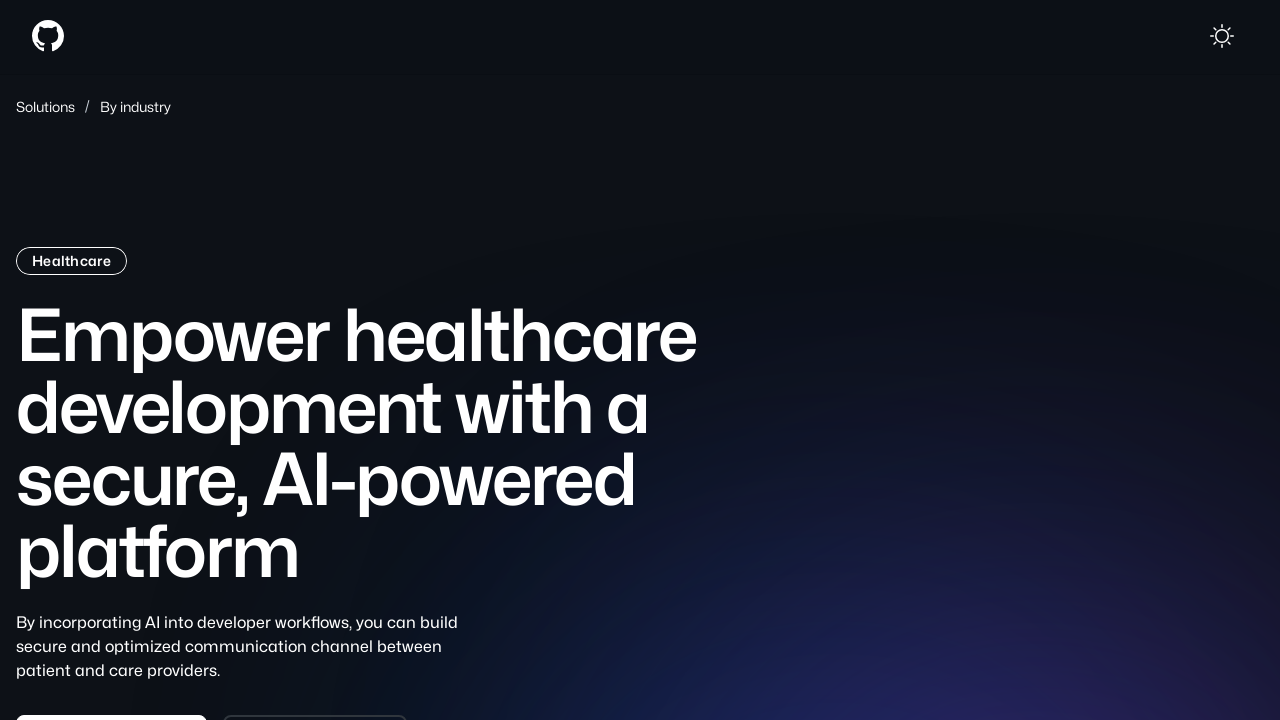 Solutions / By industry
Healthcare
Empower healthcare
development with a
secure, AI-powered
platform
By incorporating AI into developer workflows, you can build
secure and optimized communication channel between
patient and care providers.